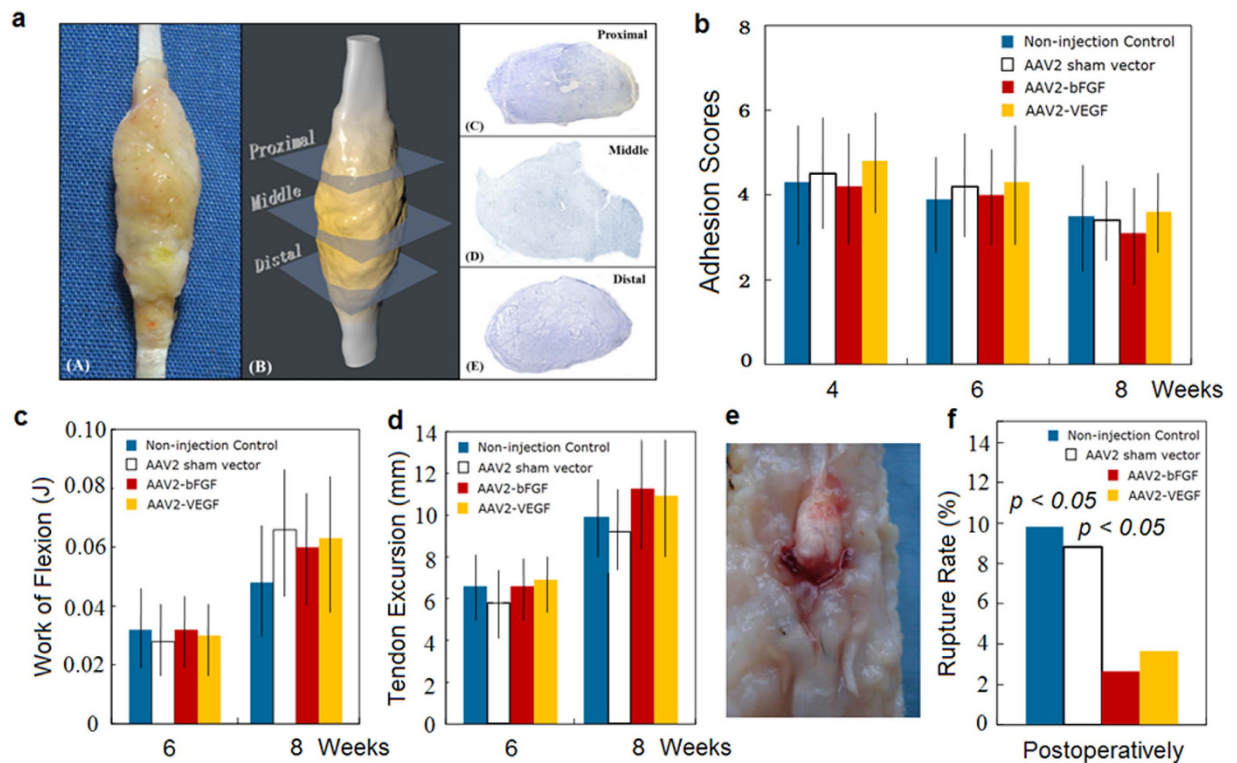 a
Proximal
Middle
Distal
(A)
(B)
Proximal
(C)
Middle
(D)
Distal
(E)
b
Adhesion Scores
8
6
4
2
0
Non-injection Control
AAV2 sham vector
AAV2-bFGF
AAV2-VEGF
4 6 8 Weeks
c
Work of Flexion (J)
0.10
0.08
0.06
0.04
0.02
0
Non-injection Control
AAV2 sham vector
AAV2-bFGF
AAV2-VEGF
6 8 Weeks
d
Tendon Excursion (mm)
14
12
10
8
6
4
2
0
Non-injection Control
AAV2 sham vector
AAV2-bFGF
AAV2-VEGF
6 8 Weeks
e
f
Rupture Rate (%)
14
12
10
8
6
4
2
0
Non-injection Control
AAV2 sham vector
AAV2-bFGF
AAV2-VEGF
p < 0.05
p < 0.05
Postoperatively